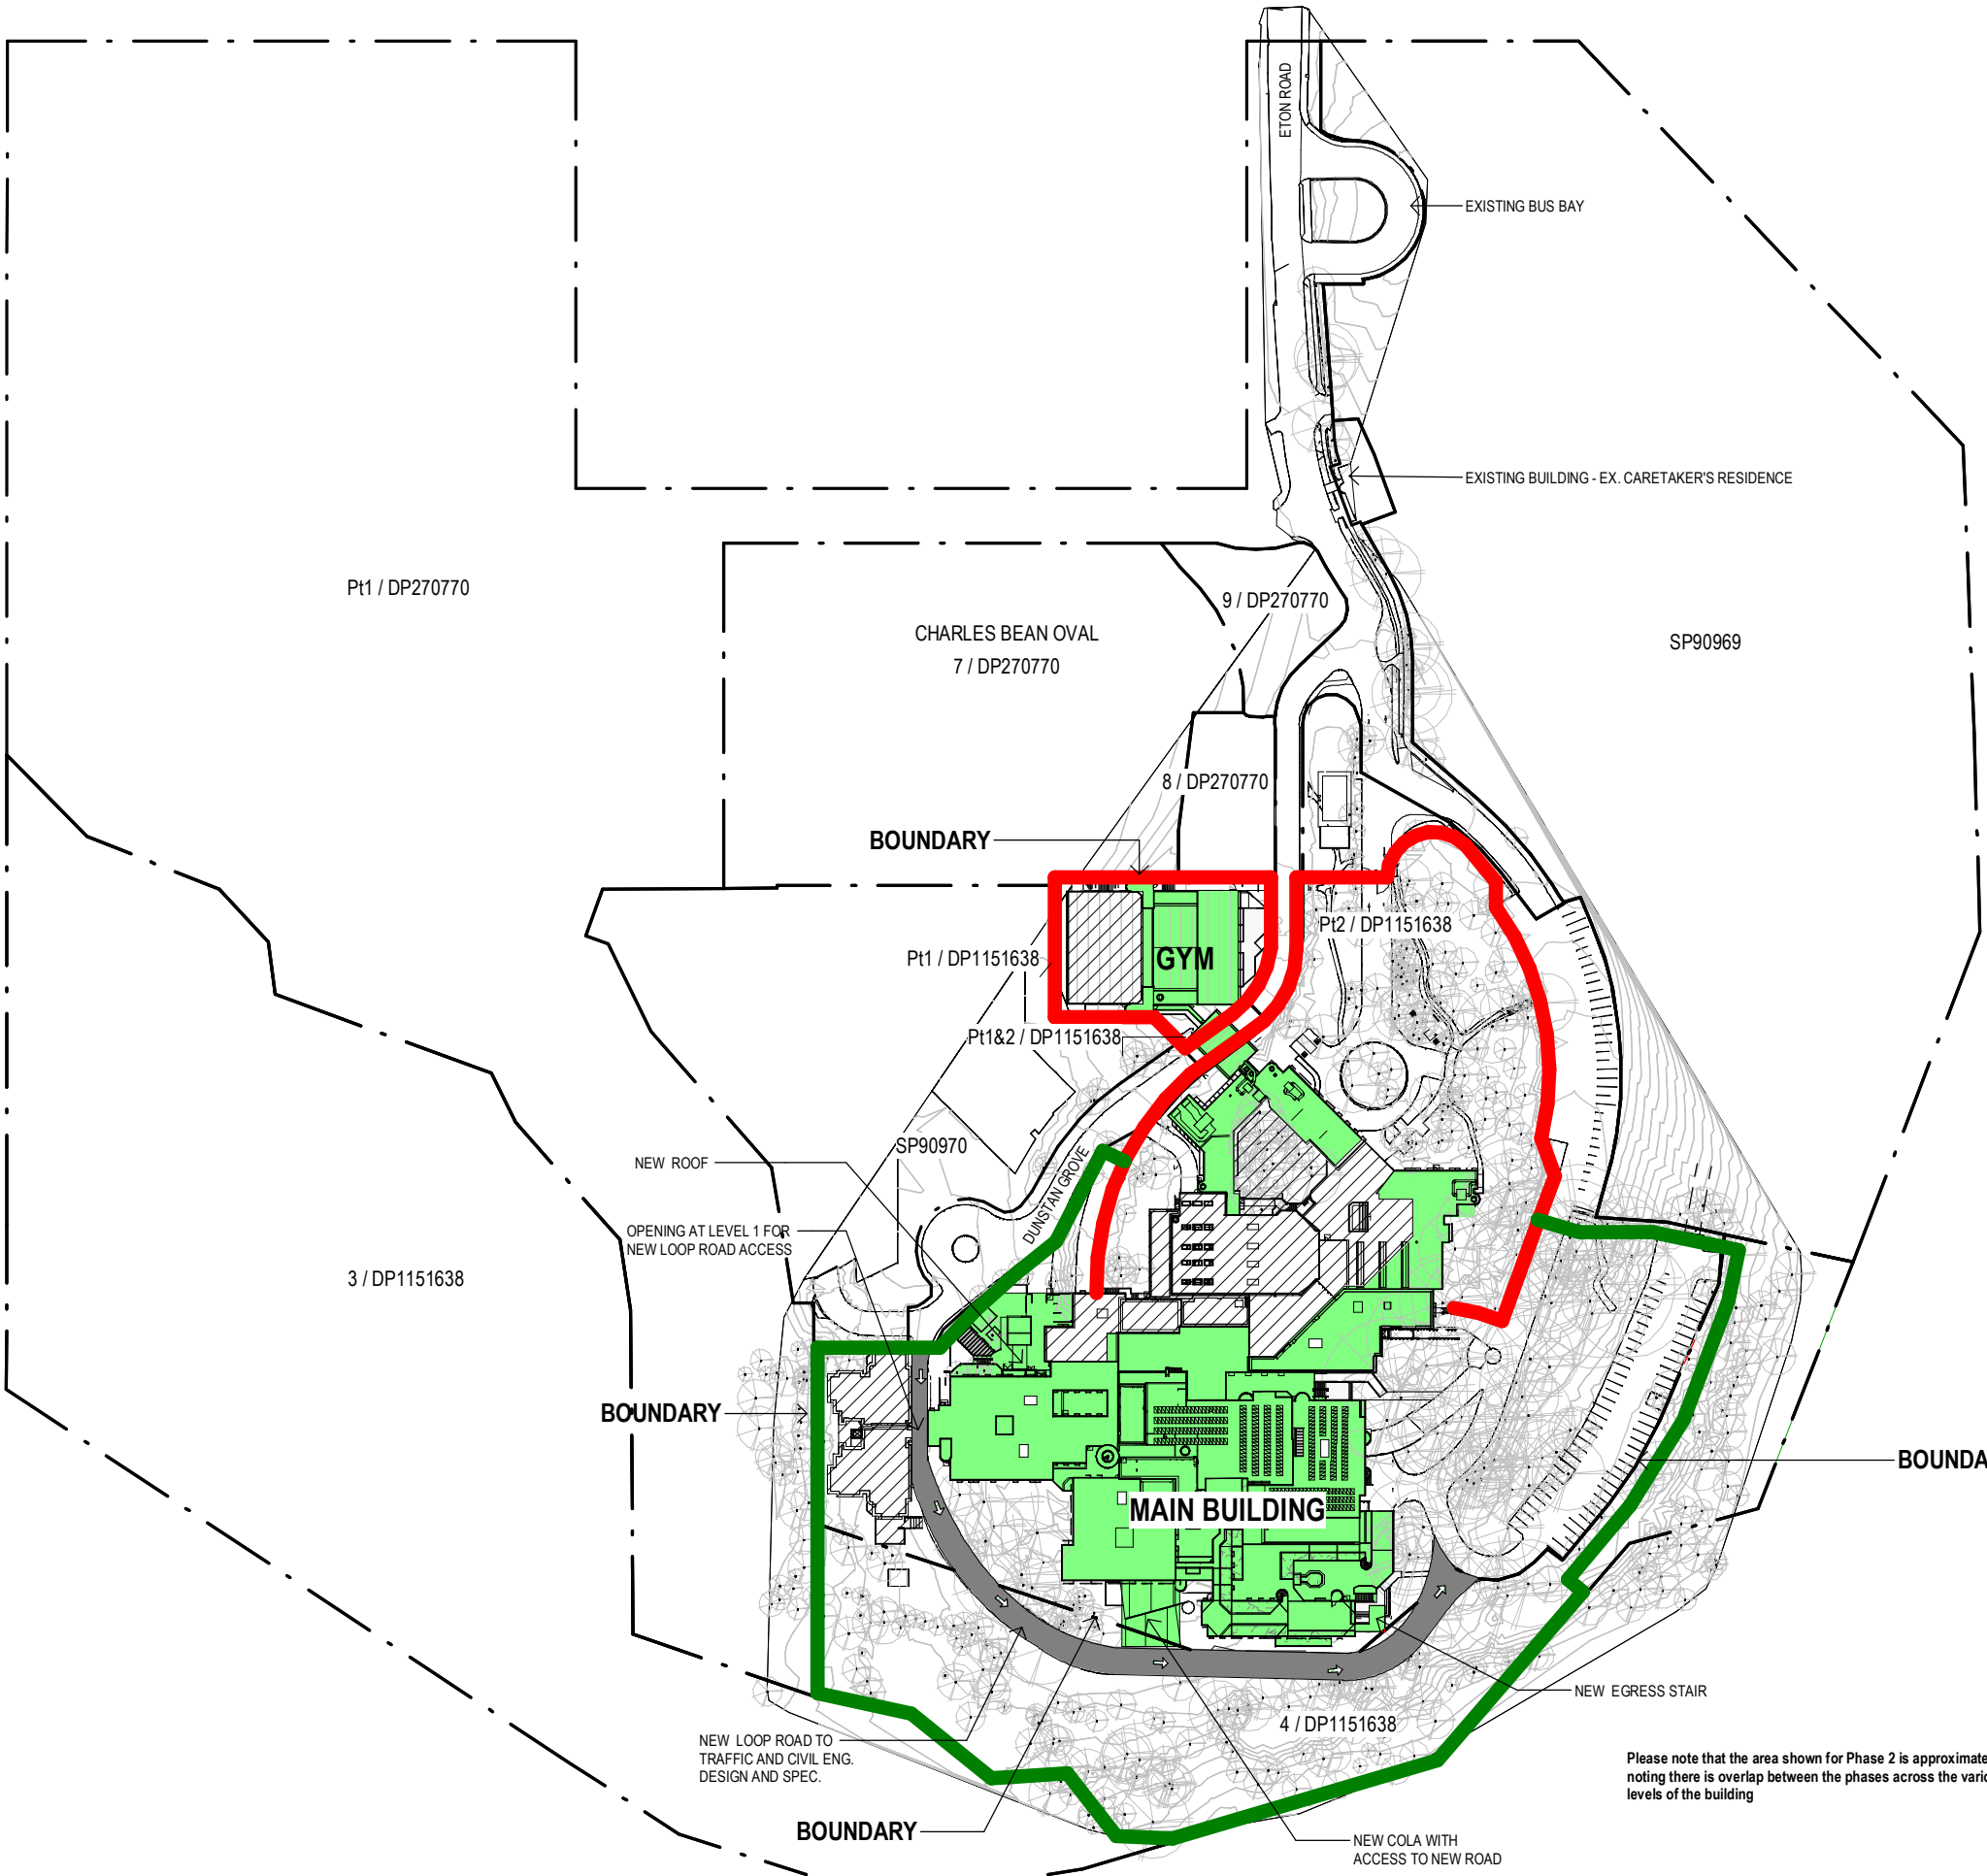 ETON ROAD
EXISTING BUS BAY
EXISTING BUILDING - EX. CARETAKER'S RESIDENCE
Pt1 / DP270770
9 / DP270770
CHARLES BEAN OVAL
7 / DP270770
SP90969
8 / DP270770
BOUNDARY
Pt2 / DP1151638
Pt1 / DP1151638
GYM
Pt1&2 / DP1151638
SP90970
NEW ROOF
DUNSTAN GROVE
OPENING AT LEVEL 1 FOR
NEW LOOP ROAD ACCESS
3 / DP1151638
BOUNDARY
BOUNDA
MAIN BUILDING
NEW EGRESS STAIR
4 / DP1151638
NEW LOOP ROAD TO
TRAFFIC AND CIVIL ENG.
DESIGN AND SPEC.
Please note that the area shown for Phase 2 is approximate
noting there is overlap between the phases across the vario
levels of the building
BOUNDARY
NEW COLA WITH
ACCESS TO NEW ROAD